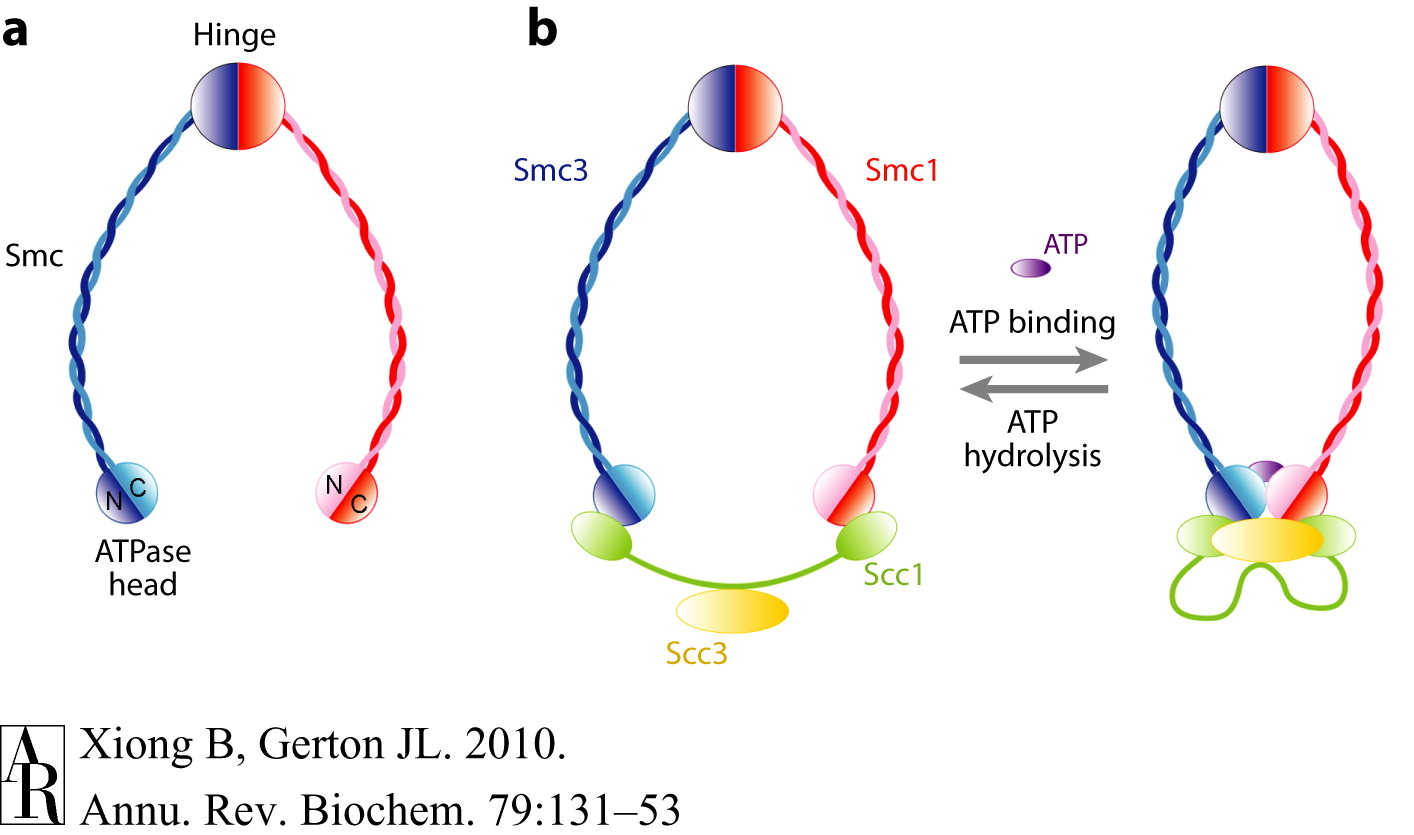 a
Hinge
Smc
N
C
N
C
ATPase
head
b
Smc3
Smc1
Scc1
Scc3
ATP
ATP binding
ATP
hydrolysis
AR
Xiong B, Gerton JL. 2010.
Annu. Rev. Biochem. 79:131–53